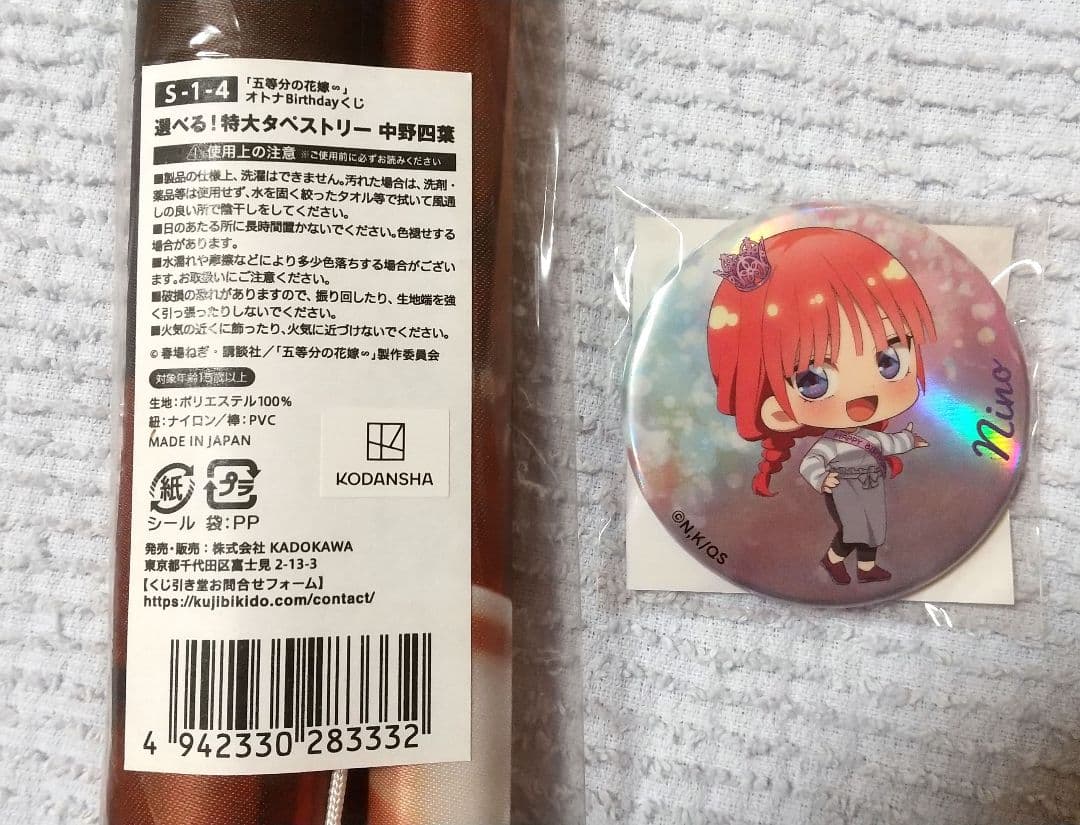 S-1-4
「五等分の花嫁∽」
オトナBirthdayくじ
選べる!特大タペストリー 中野四葉
使用上の注意 ※ご使用前に必ずお読みください
■製品の仕様上、洗濯はできません。汚れた場合は、洗剤・
薬品等は使用せず、水を固く絞ったタオル等で拭いて風通
しの良い所で陰干しをしてください。
■日のあたる所に長時間置かないでください。色褪せする
場合があります。
■水濡れや摩擦などにより多少色落ちする場合がござい
ます。お取扱いにご注意ください。
■破損の恐れがありますので、振り回したり、生地端を強
く引っ張ったりしないでください。
■火気の近くに飾ったり、火気に近づけないでください。
©春場ねぎ・講談社/「五等分の花嫁∽」製作委員会
対象年齢15歳以上
生地:ポリエステル100%
紐:ナイロン/棒:PVC
MADE IN JAPAN
KODANSHA
紙 プラ
シール 袋:PP
発売・販売:株式会社 KADOKAWA
東京都千代田区富士見 2-13-3
【くじ引き堂お問合せフォーム】
https://kujibikido.com/contact/
4 942330 283332
HAPPY BIRTH
Nino
©N,K/QS